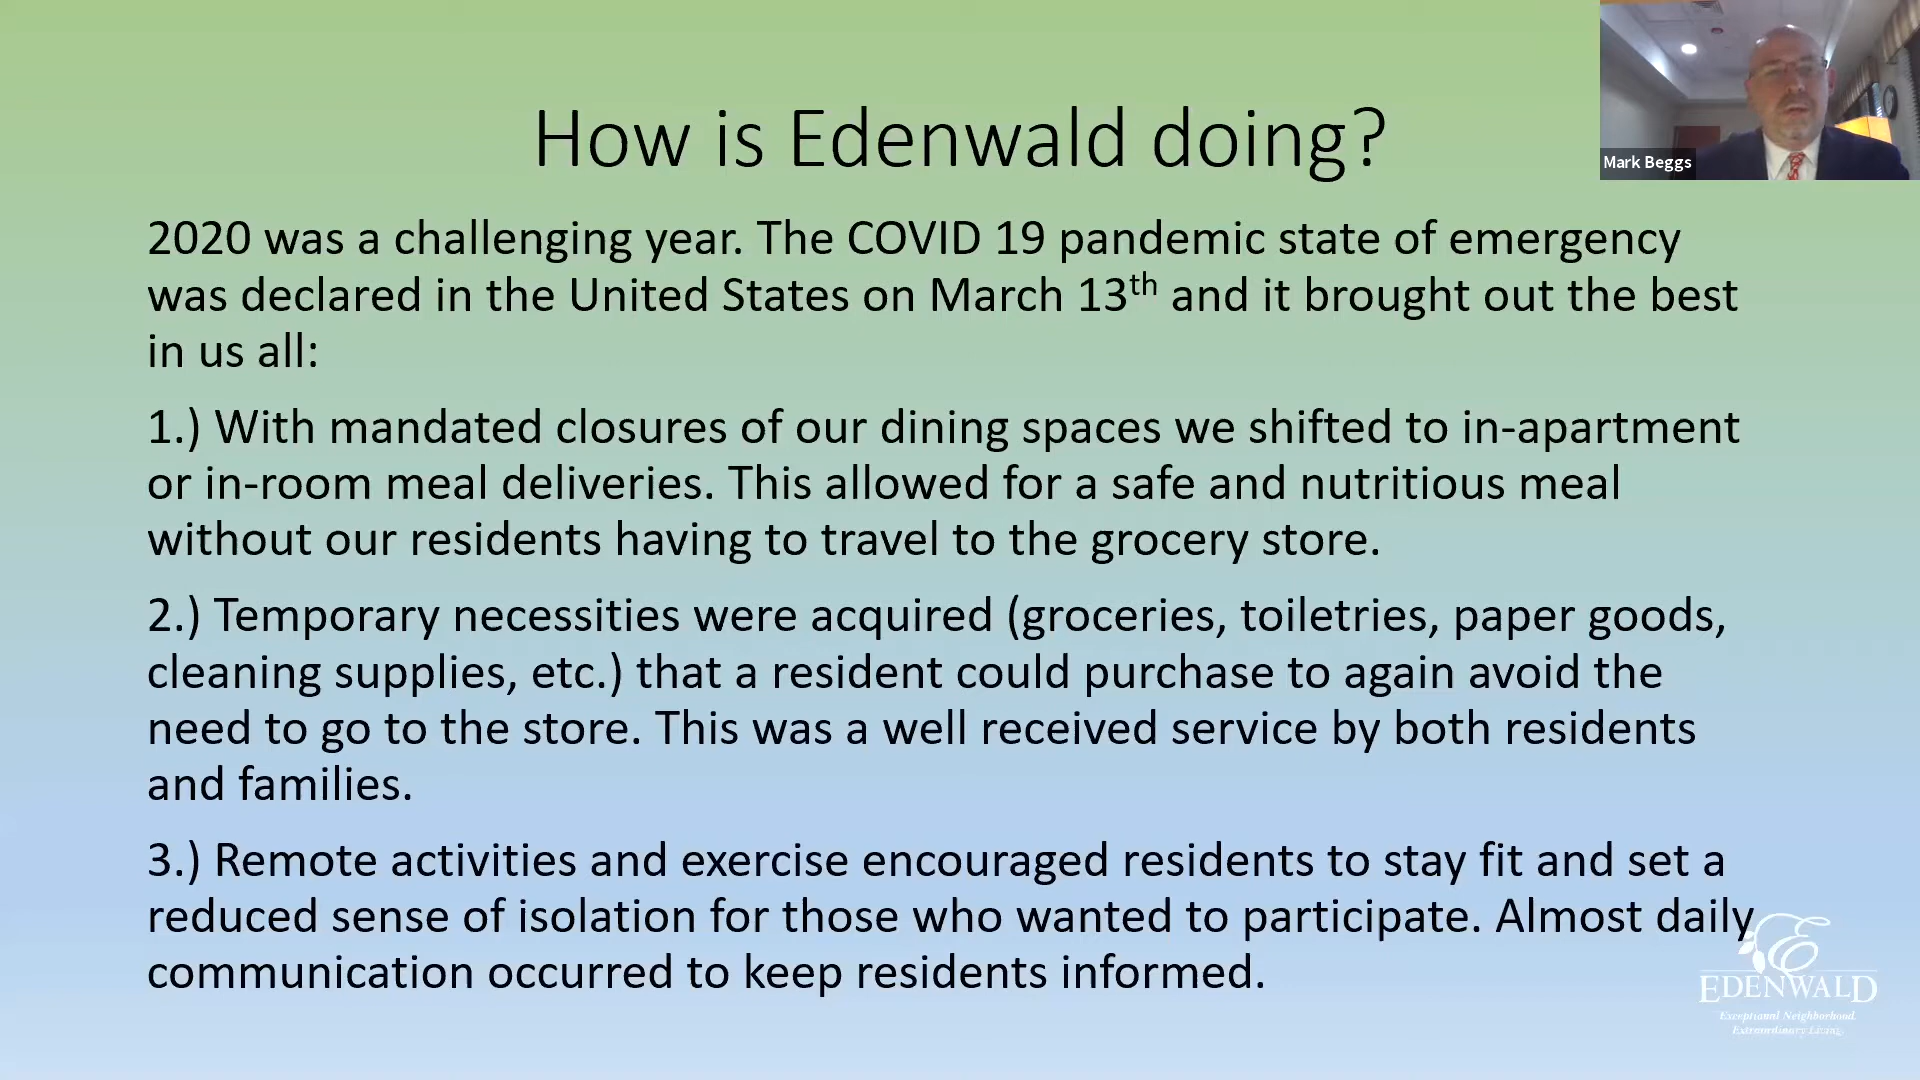 How is Edenwald doing?
Mark Beggs
2020 was a challenging year. The COVID 19 pandemic state of emergency
was declared in the United States on March 13th and it brought out the best
in us all:
1.) With mandated closures of our dining spaces we shifted to in-apartment
or in-room meal deliveries. This allowed for a safe and nutritious meal
without our residents having to travel to the grocery store.
2.) Temporary necessities were acquired (groceries, toiletries, paper goods,
cleaning supplies, etc.) that a resident could purchase to again avoid the
need to go to the store. This was a well received service by both residents
and families.
3.) Remote activities and exercise encouraged residents to stay fit and set a
reduced sense of isolation for those who wanted to participate. Almost daily
communication occurred to keep residents informed.
E
EDENWALD
Exceptional Neighborhood.
Extraordinary Living.